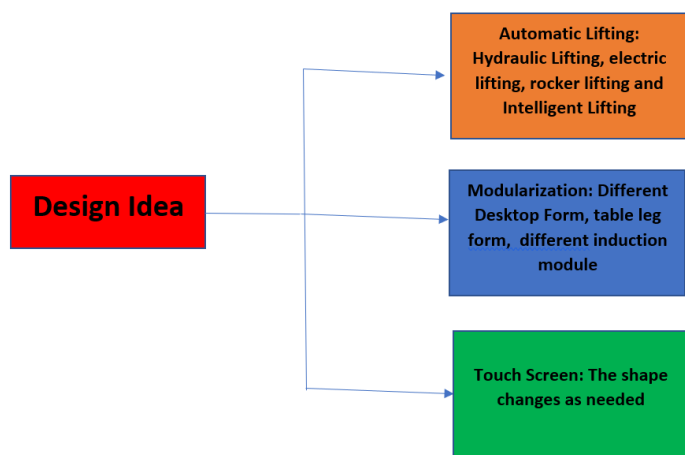 Automatic Lifting:
Hydraulic Lifting, electric
lifting, rocker lifting and
Intelligent Lifting
Design Idea
Modularization: Different
Desktop Form, table leg
form, different induction
module
Touch Screen: The shape
changes as needed